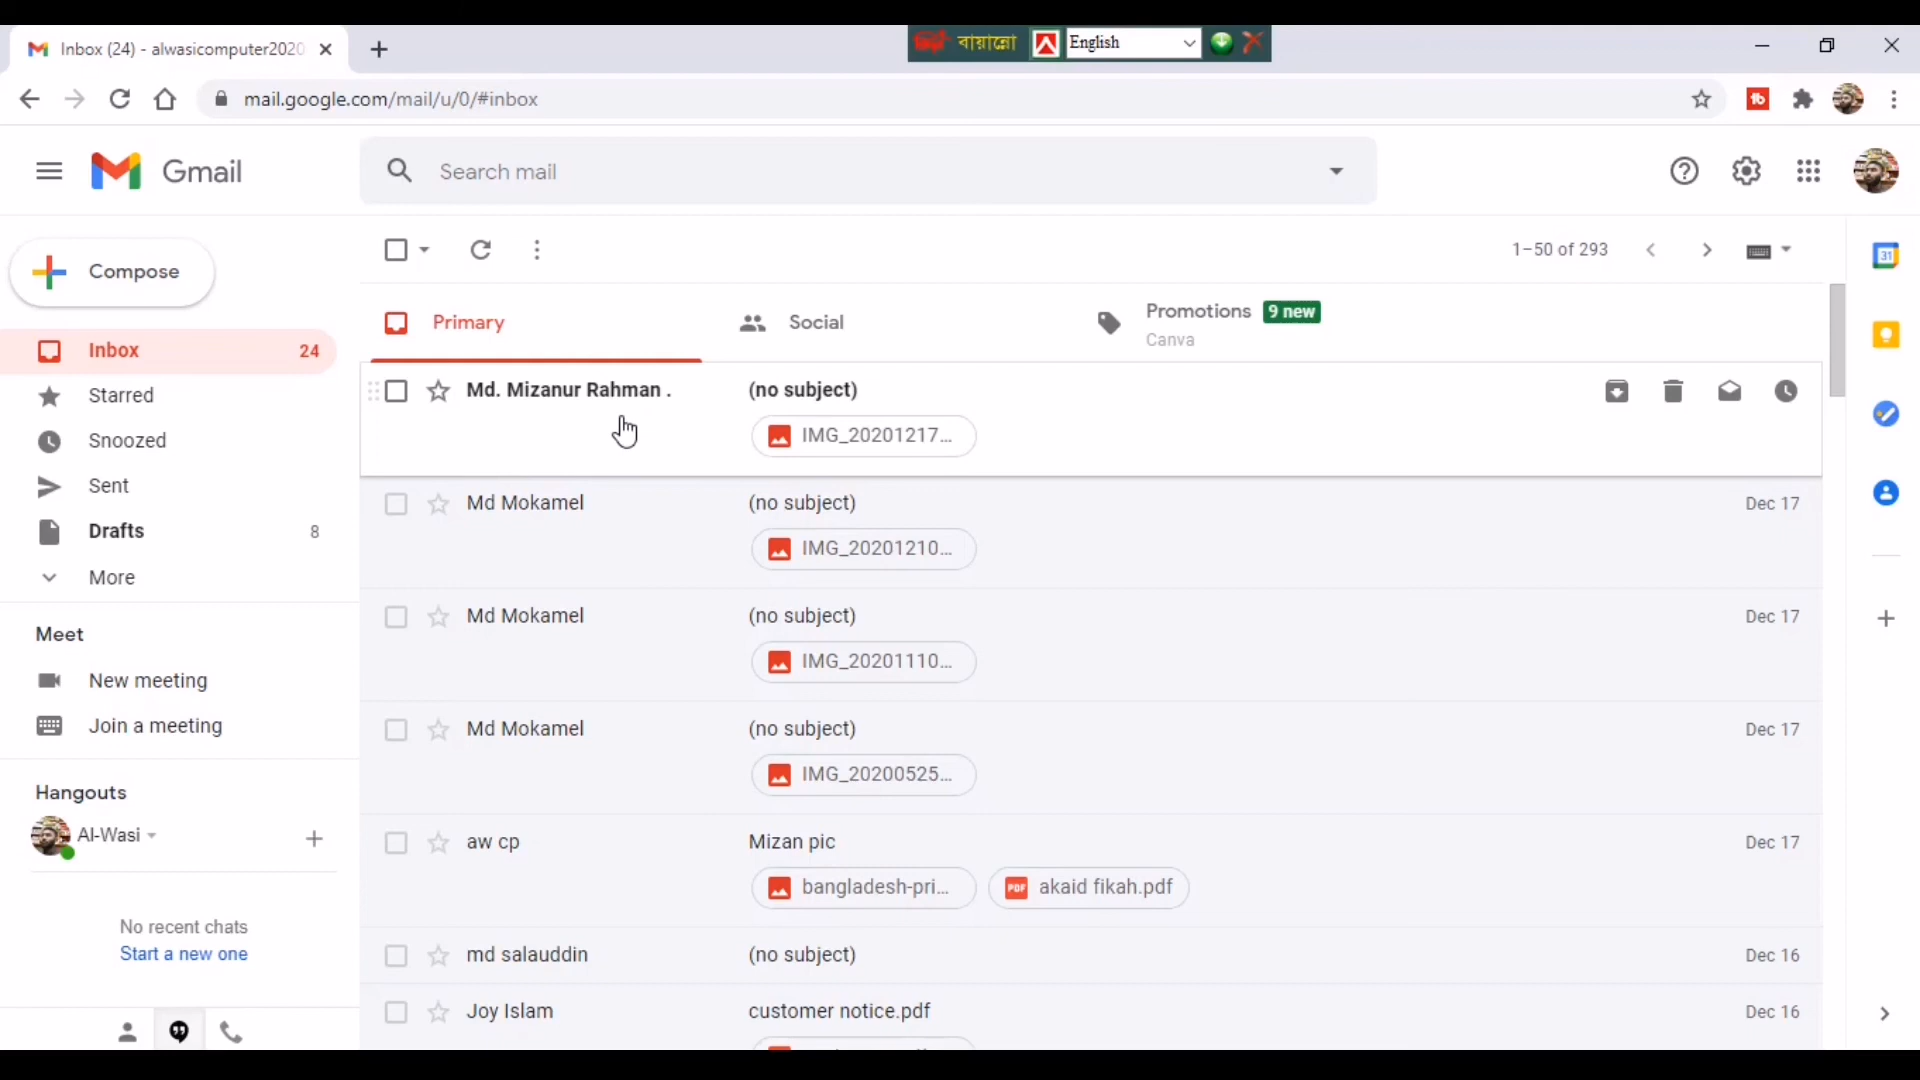 Inbox (24) - alwasicomputer2020
বায়ান্নো
English
mail.google.com/mail/u/0/#inbox
Gmail
Search mail
Compose
1–50 of 293
Primary
Social
Promotions 9 new
Canva
Inbox 24
Starred
Snoozed
Sent
Drafts 8
More
Meet
New meeting
Join a meeting
Hangouts
Al-Wasi
No recent chats
Start a new one
Md. Mizanur Rahman . (no subject)
IMG_20201217...
Md Mokamel (no subject) Dec 17
IMG_20201210...
Md Mokamel (no subject) Dec 17
IMG_20201110...
Md Mokamel (no subject) Dec 17
IMG_20200525...
aw cp Mizan pic Dec 17
bangladesh-pri... PDF akaid fikah.pdf
md salauddin (no subject) Dec 16
Joy Islam customer notice.pdf Dec 16
31